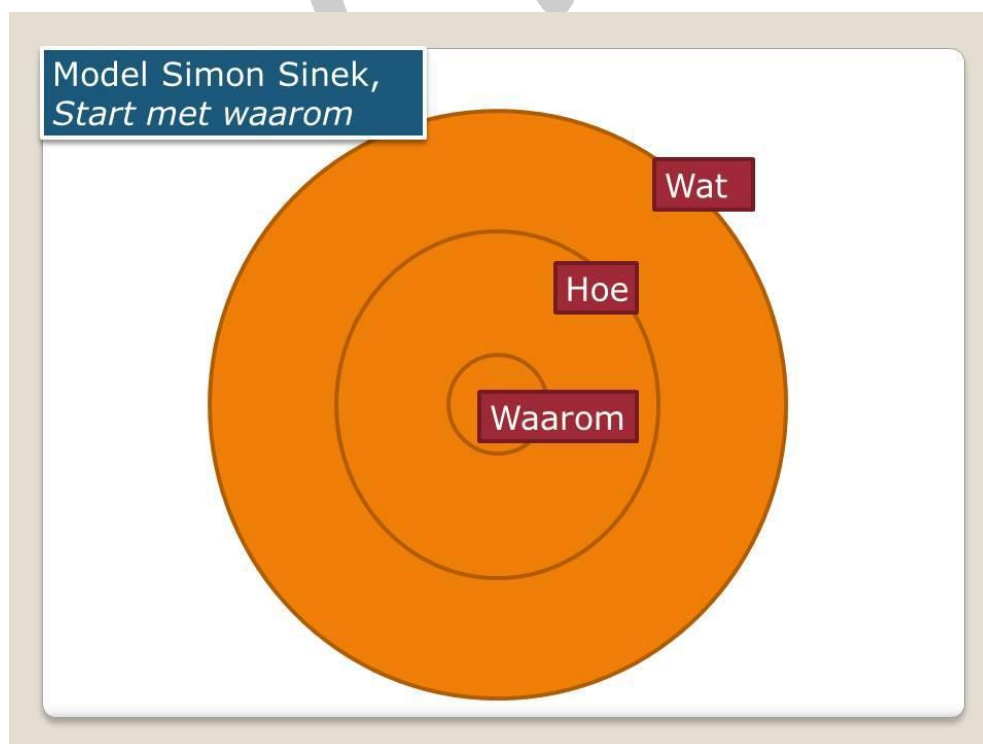 Model Simon Sinek,
Start met waarom
Wat
Hoe
Waarom